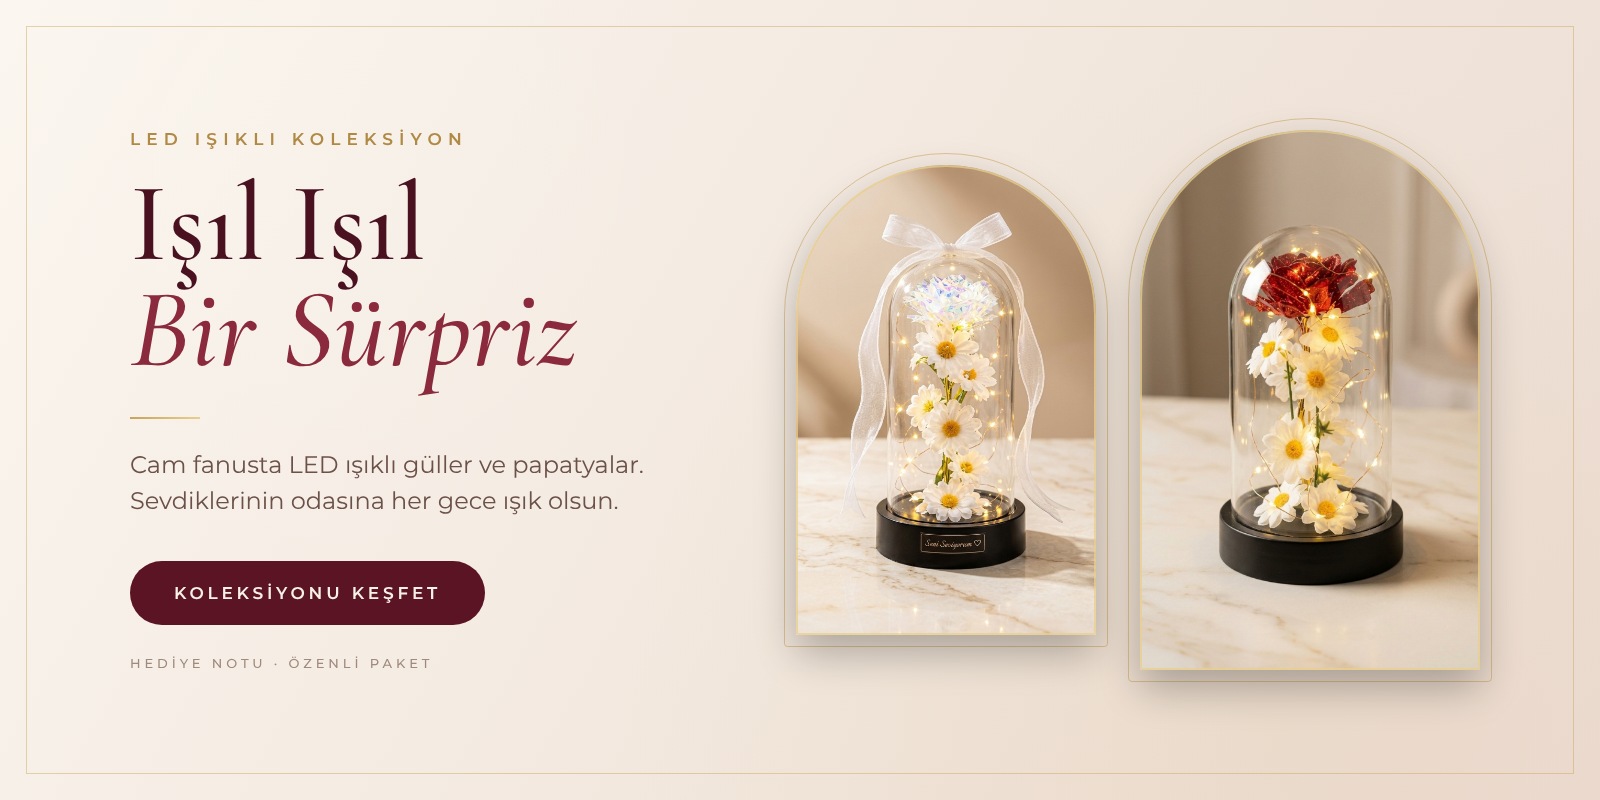 LED IŞIKLI KOLEKSİYON
Işıl Işıl
Bir Sürpriz
Cam fanusta LED ışıklı güller ve papatyalar.
Sevdiklerinin odasına her gece ışık olsun.
KOLEKSİYONU KEŞFET
HEDİYE NOTU · ÖZENLİ PAKET
Seni Seviyorum ♡